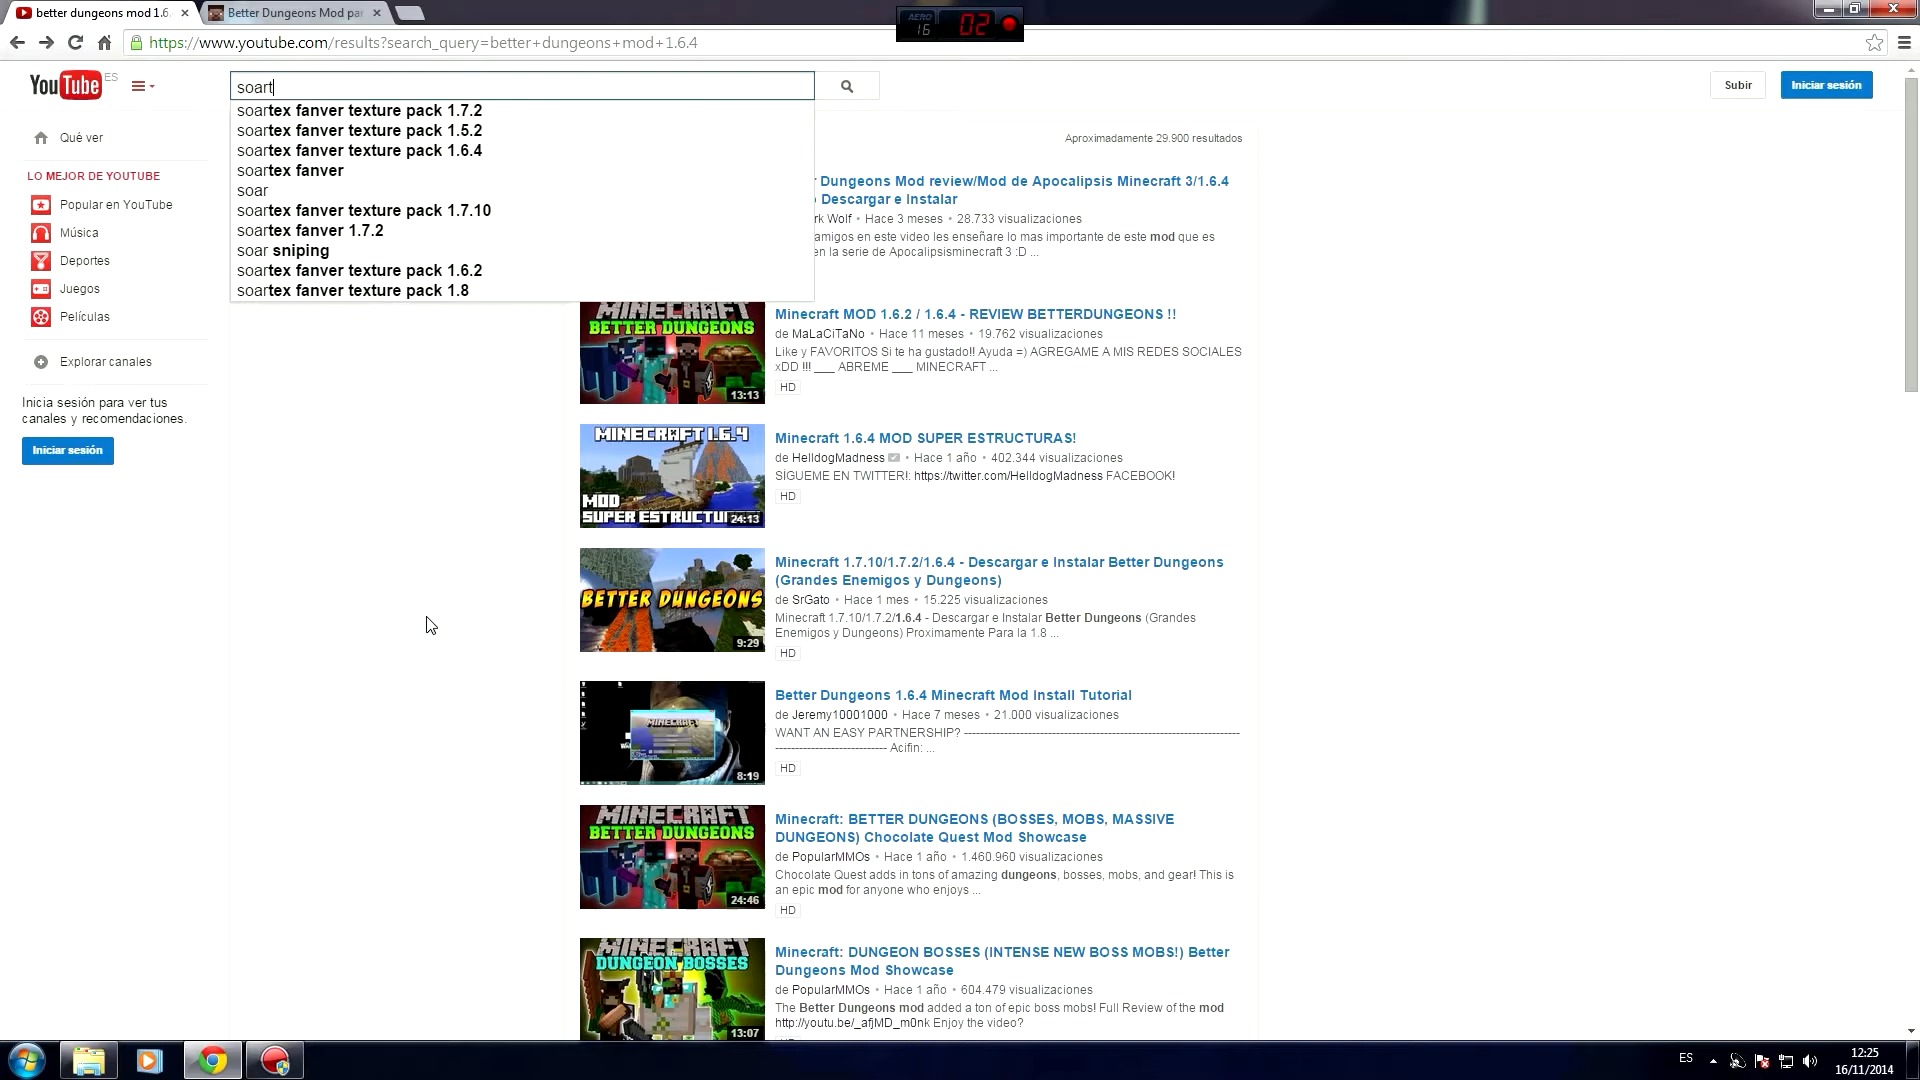 better dungeons mod 1.6.
Better Dungeons Mod par
AERO
16
02
https://www.youtube.com/results?search_query=better+dungeons+mod+1.6.4
YouTube ES
soart
Subir
Iniciar sesión
soartex fanver texture pack 1.7.2
soartex fanver texture pack 1.5.2
soartex fanver texture pack 1.6.4
soartex fanver
soar
soartex fanver texture pack 1.7.10
soartex fanver 1.7.2
soar sniping
soartex fanver texture pack 1.6.2
soartex fanver texture pack 1.8
Qué ver
LO MEJOR DE YOUTUBE
Popular en YouTube
Música
Deportes
Juegos
Películas
Explorar canales
Inicia sesión para ver tus
canales y recomendaciones.
Iniciar sesión
Aproximadamente 29.900 resultados
Dungeons Mod review/Mod de Apocalipsis Minecraft 3/1.6.4
Descargar e Instalar
rk Wolf • Hace 3 meses • 28.733 visualizaciones
amigos en este video les enseñare lo mas importante de este mod que es
en la serie de Apocalipsisminecraft 3 :D ...
MINECRAFT
BETTER DUNGEONS
13:13
Minecraft MOD 1.6.2 / 1.6.4 - REVIEW BETTERDUNGEONS !!
de MaLaCiTaNo • Hace 11 meses • 19.762 visualizaciones
Like y FAVORITOS Si te ha gustado!! Ayuda =) AGREGAME A MIS REDES SOCIALES
xDD !!! ___ ABREME ___ MINECRAFT ...
HD
MINECRAFT 1.6.4
MOD
SUPER ESTRUCTU
24:13
Minecraft 1.6.4 MOD SUPER ESTRUCTURAS!
de HelldogMadness • Hace 1 año • 402.344 visualizaciones
SÍGUEME EN TWITTER!: https://twitter.com/HelldogMadness FACEBOOK!
HD
BETTER DUNGEONS
9:29
Minecraft 1.7.10/1.7.2/1.6.4 - Descargar e Instalar Better Dungeons
(Grandes Enemigos y Dungeons)
de SrGato • Hace 1 mes • 15.225 visualizaciones
Minecraft 1.7.10/1.7.2/1.6.4 - Descargar e Instalar Better Dungeons (Grandes
Enemigos y Dungeons) Proximamente Para la 1.8 ...
HD
MINECRAFT
8:19
Better Dungeons 1.6.4 Minecraft Mod Install Tutorial
de Jeremy10001000 • Hace 7 meses • 21.000 visualizaciones
WANT AN EASY PARTNERSHIP? ----------------------------------------------------------------------
---------------------------- Acifin: ...
HD
MINECRAFT
BETTER DUNGEONS
24:46
Minecraft: BETTER DUNGEONS (BOSSES, MOBS, MASSIVE
DUNGEONS) Chocolate Quest Mod Showcase
de PopularMMOs • Hace 1 año • 1.460.960 visualizaciones
Chocolate Quest adds in tons of amazing dungeons, bosses, mobs, and gear! This is
an epic mod for anyone who enjoys ...
HD
MINECRAFT
DUNGEON BOSSES
13:07
Minecraft: DUNGEON BOSSES (INTENSE NEW BOSS MOBS!) Better
Dungeons Mod Showcase
de PopularMMOs • Hace 1 año • 604.479 visualizaciones
The Better Dungeons mod added a ton of epic boss mobs! Full Review of the mod
http://youtu.be/_afjMD_m0nk Enjoy the video?
ES
12:25
16/11/2014